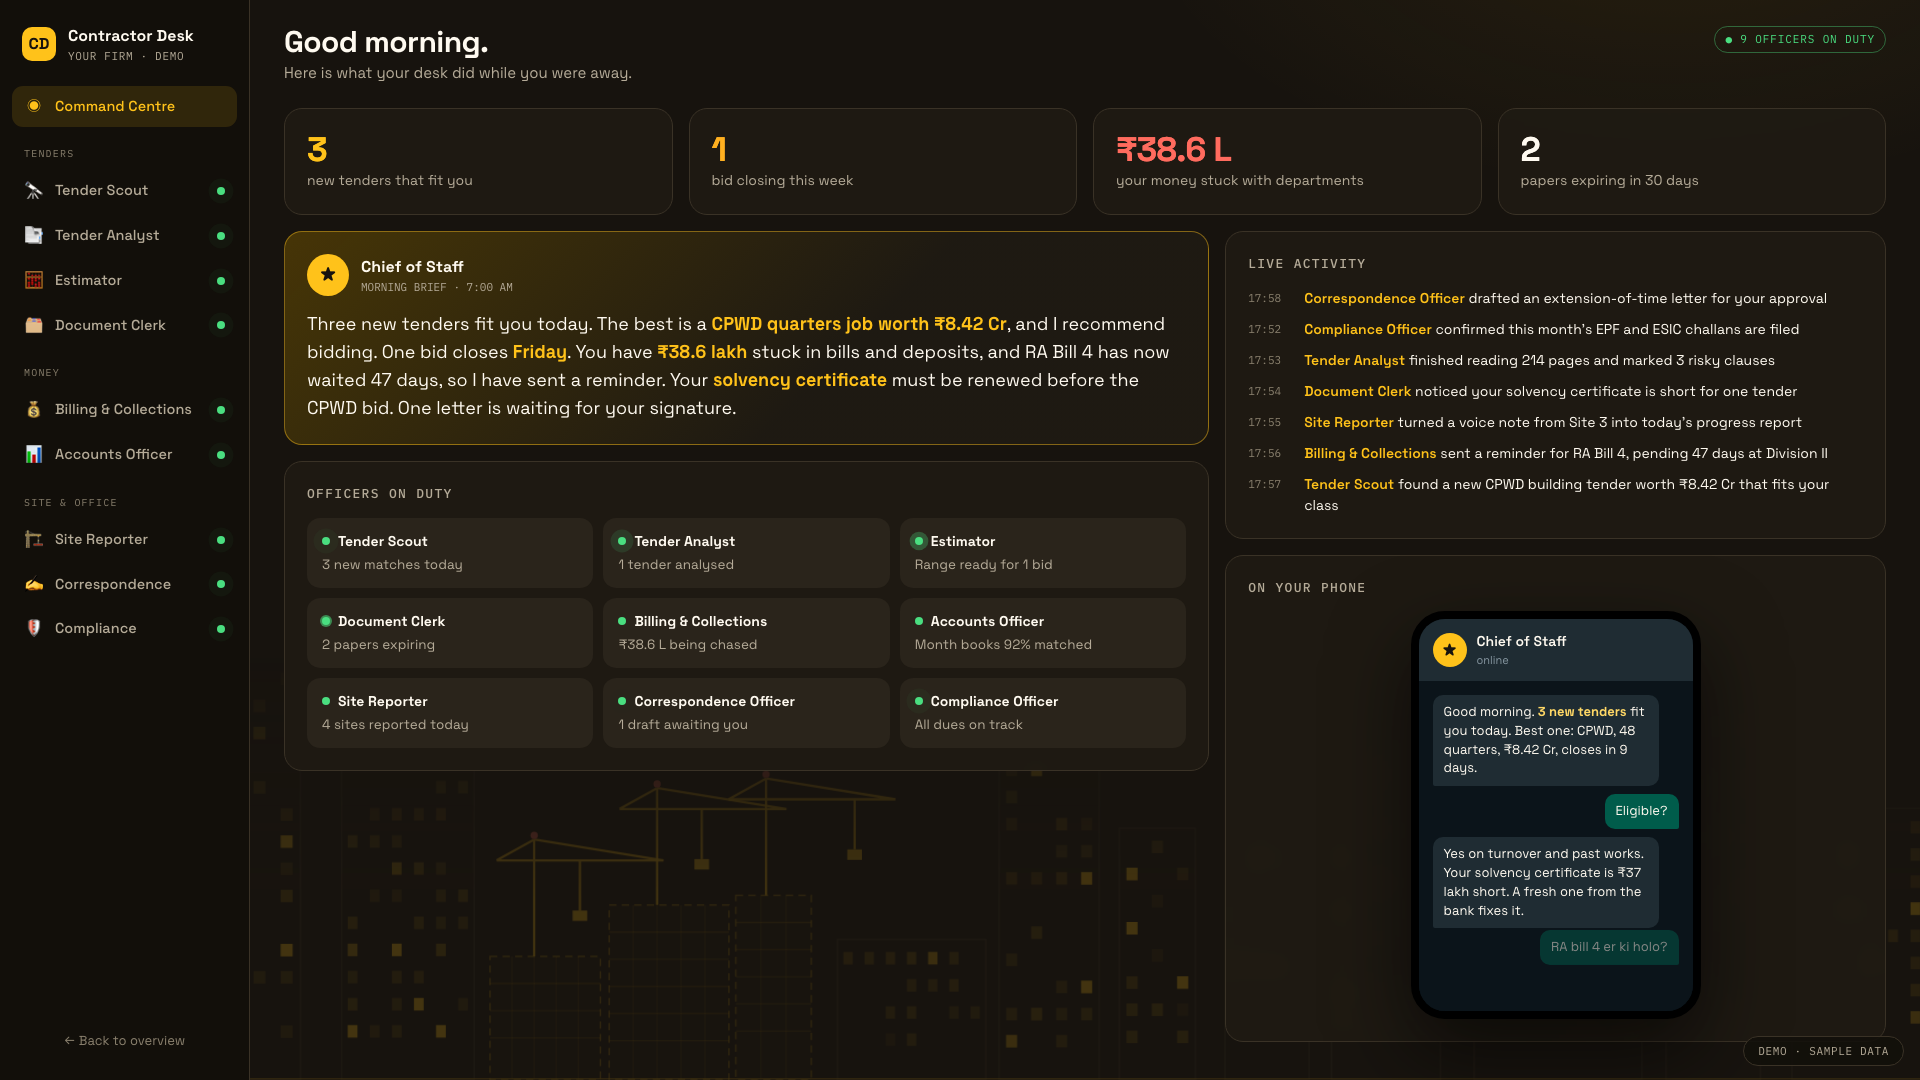 CD
Contractor Desk
YOUR FIRM · DEMO
Command Centre
TENDERS
Tender Scout
Tender Analyst
Estimator
Document Clerk
MONEY
Billing & Collections
Accounts Officer
SITE & OFFICE
Site Reporter
Correspondence
Compliance
← Back to overview
Good morning.
Here is what your desk did while you were away.
9 OFFICERS ON DUTY
3
new tenders that fit you
1
bid closing this week
₹38.6 L
your money stuck with departments
2
papers expiring in 30 days
Chief of Staff
MORNING BRIEF · 7:00 AM
Three new tenders fit you today. The best is a CPWD quarters job worth ₹8.42 Cr, and I recommend
bidding. One bid closes Friday. You have ₹38.6 lakh stuck in bills and deposits, and RA Bill 4 has now
waited 47 days, so I have sent a reminder. Your solvency certificate must be renewed before the
CPWD bid. One letter is waiting for your signature.
OFFICERS ON DUTY
Tender Scout
3 new matches today
Tender Analyst
1 tender analysed
Estimator
Range ready for 1 bid
Document Clerk
2 papers expiring
Billing & Collections
₹38.6 L being chased
Accounts Officer
Month books 92% matched
Site Reporter
4 sites reported today
Correspondence Officer
1 draft awaiting you
Compliance Officer
All dues on track
LIVE ACTIVITY
17:58 Correspondence Officer drafted an extension-of-time letter for your approval
17:52 Compliance Officer confirmed this month's EPF and ESIC challans are filed
17:53 Tender Analyst finished reading 214 pages and marked 3 risky clauses
17:54 Document Clerk noticed your solvency certificate is short for one tender
17:55 Site Reporter turned a voice note from Site 3 into today's progress report
17:56 Billing & Collections sent a reminder for RA Bill 4, pending 47 days at Division II
17:57 Tender Scout found a new CPWD building tender worth ₹8.42 Cr that fits your
class
ON YOUR PHONE
Chief of Staff
online
Good morning. 3 new tenders fit
you today. Best one: CPWD, 48
quarters, ₹8.42 Cr, closes in 9
days.
Eligible?
Yes on turnover and past works.
Your solvency certificate is ₹37
lakh short. A fresh one from the
bank fixes it.
RA bill 4 er ki holo?
DEMO · SAMPLE DATA